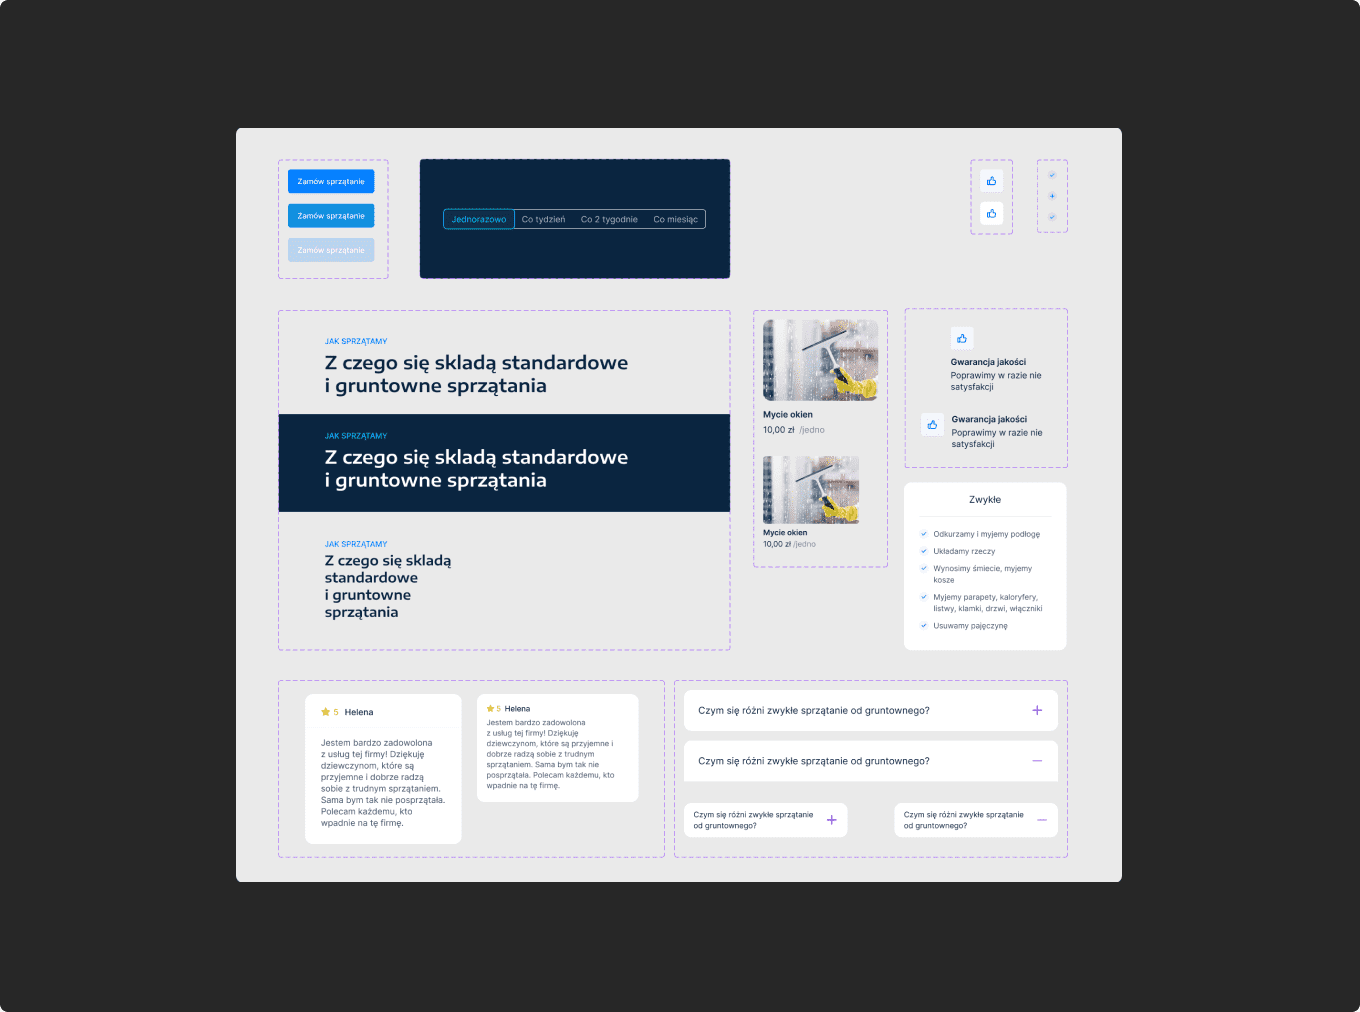 Zamów sprzątanie
Zamów sprzątanie
Zamów sprzątanie
Jednorazowo Co tydzień Co 2 tygodnie Co miesiąc
JAK SPRZĄTAMY
Z czego się skladą standardowe
i gruntowne sprzątania
JAK SPRZĄTAMY
Z czego się skladą standardowe
i gruntowne sprzątania
JAK SPRZĄTAMY
Z czego się skladą
standardowe
i gruntowne
sprzątania
Mycie okien
10,00 zł /jedno
Mycie okien
10,00 zł /jedno
Gwarancja jakości
Poprawimy w razie nie
satysfakcji
Gwarancja jakości
Poprawimy w razie nie
satysfakcji
Zwykłe
Odkurzamy i myjemy podłogę
Układamy rzeczy
Wynosimy śmiecie, myjemy
kosze
Myjemy parapety, kaloryfery,
listwy, klamki, drzwi, włączniki
Usuwamy pajęczynę
5 Helena
Jestem bardzo zadowolona
z usług tej firmy! Dziękuję
dziewczynom, które są
przyjemne i dobrze radzą
sobie z trudnym sprzątaniem.
Sama bym tak nie posprzątała.
Polecam każdemu, kto
wpadnie na tę firmę.
5 Helena
Jestem bardzo zadowolona
z usług tej firmy! Dziękuję
dziewczynom, które są przyjemne i
dobrze radzą sobie z trudnym
sprzątaniem. Sama bym tak nie
posprzątała. Polecam każdemu, kto
wpadnie na tę firmę.
Czym się różni zwykłe sprzątanie od gruntownego?
Czym się różni zwykłe sprzątanie od gruntownego?
Czym się różni zwykłe sprzątanie
od gruntownego?
Czym się różni zwykłe sprzątanie
od gruntownego?